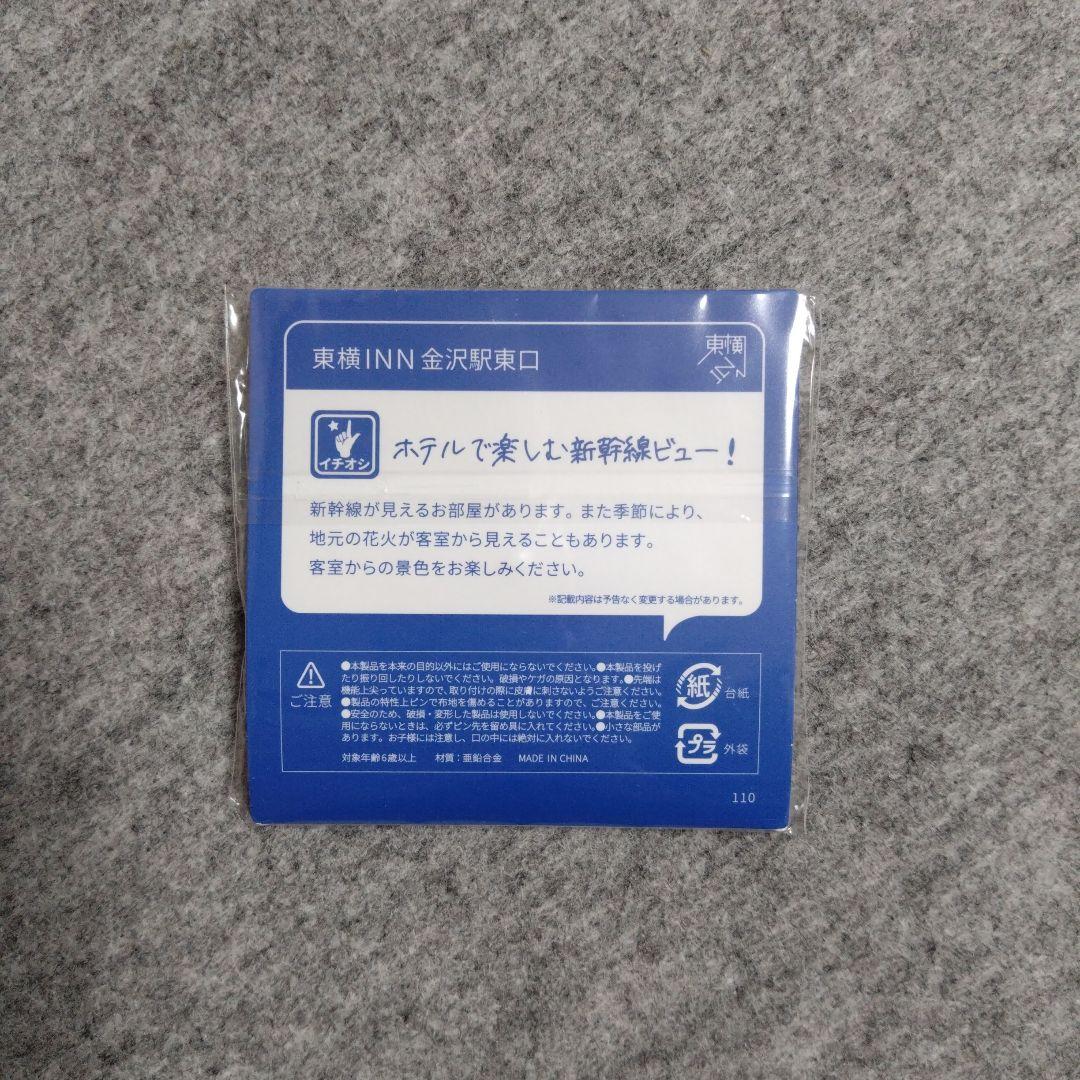 東横INN 金沢駅東口
東横
INN
イチオシ
ホテルで楽しむ新幹線ビュー！
新幹線が見えるお部屋があります。また季節により、
地元の花火が客室から見えることもあります。
客室からの景色をお楽しみください。
※記載内容は予告なく変更する場合があります。
ご注意
●本製品を本来の目的以外にはご使用にならないでください。●本製品を投げ
たり振り回したりしないでください。破損やケガの原因となります。●先端は
機能上尖っていますので、取り付けの際に皮膚に刺さないようご注意ください。
●製品の特性上ピンで布地を傷めることがありますので、ご注意ください。
●安全のため、破損・変形した製品は使用しないでください。●本製品をご使
用にならないときは、必ずピン先を留め具に入れてください。●小さな部品が
あります。お子様には注意し、口の中には絶対に入れないでください。
対象年齢6歳以上 材質：亜鉛合金 MADE IN CHINA
紙 台紙
プラ 外袋
110